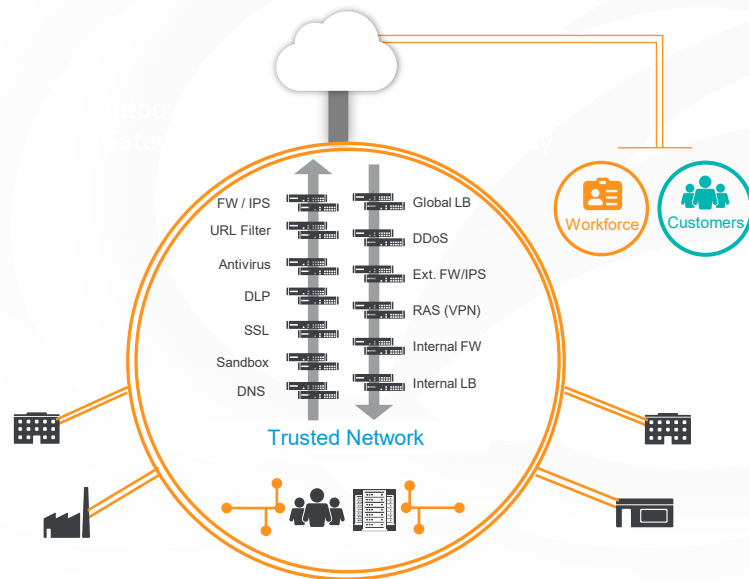 FW / IPS
URL Filter
Antivirus
DLP
SSL
Sandbox
DNS
Global LB
DDoS
Ext. FW/IPS
RAS (VPN)
Internal FW
Internal LB
Trusted Network
Workforce
Customers